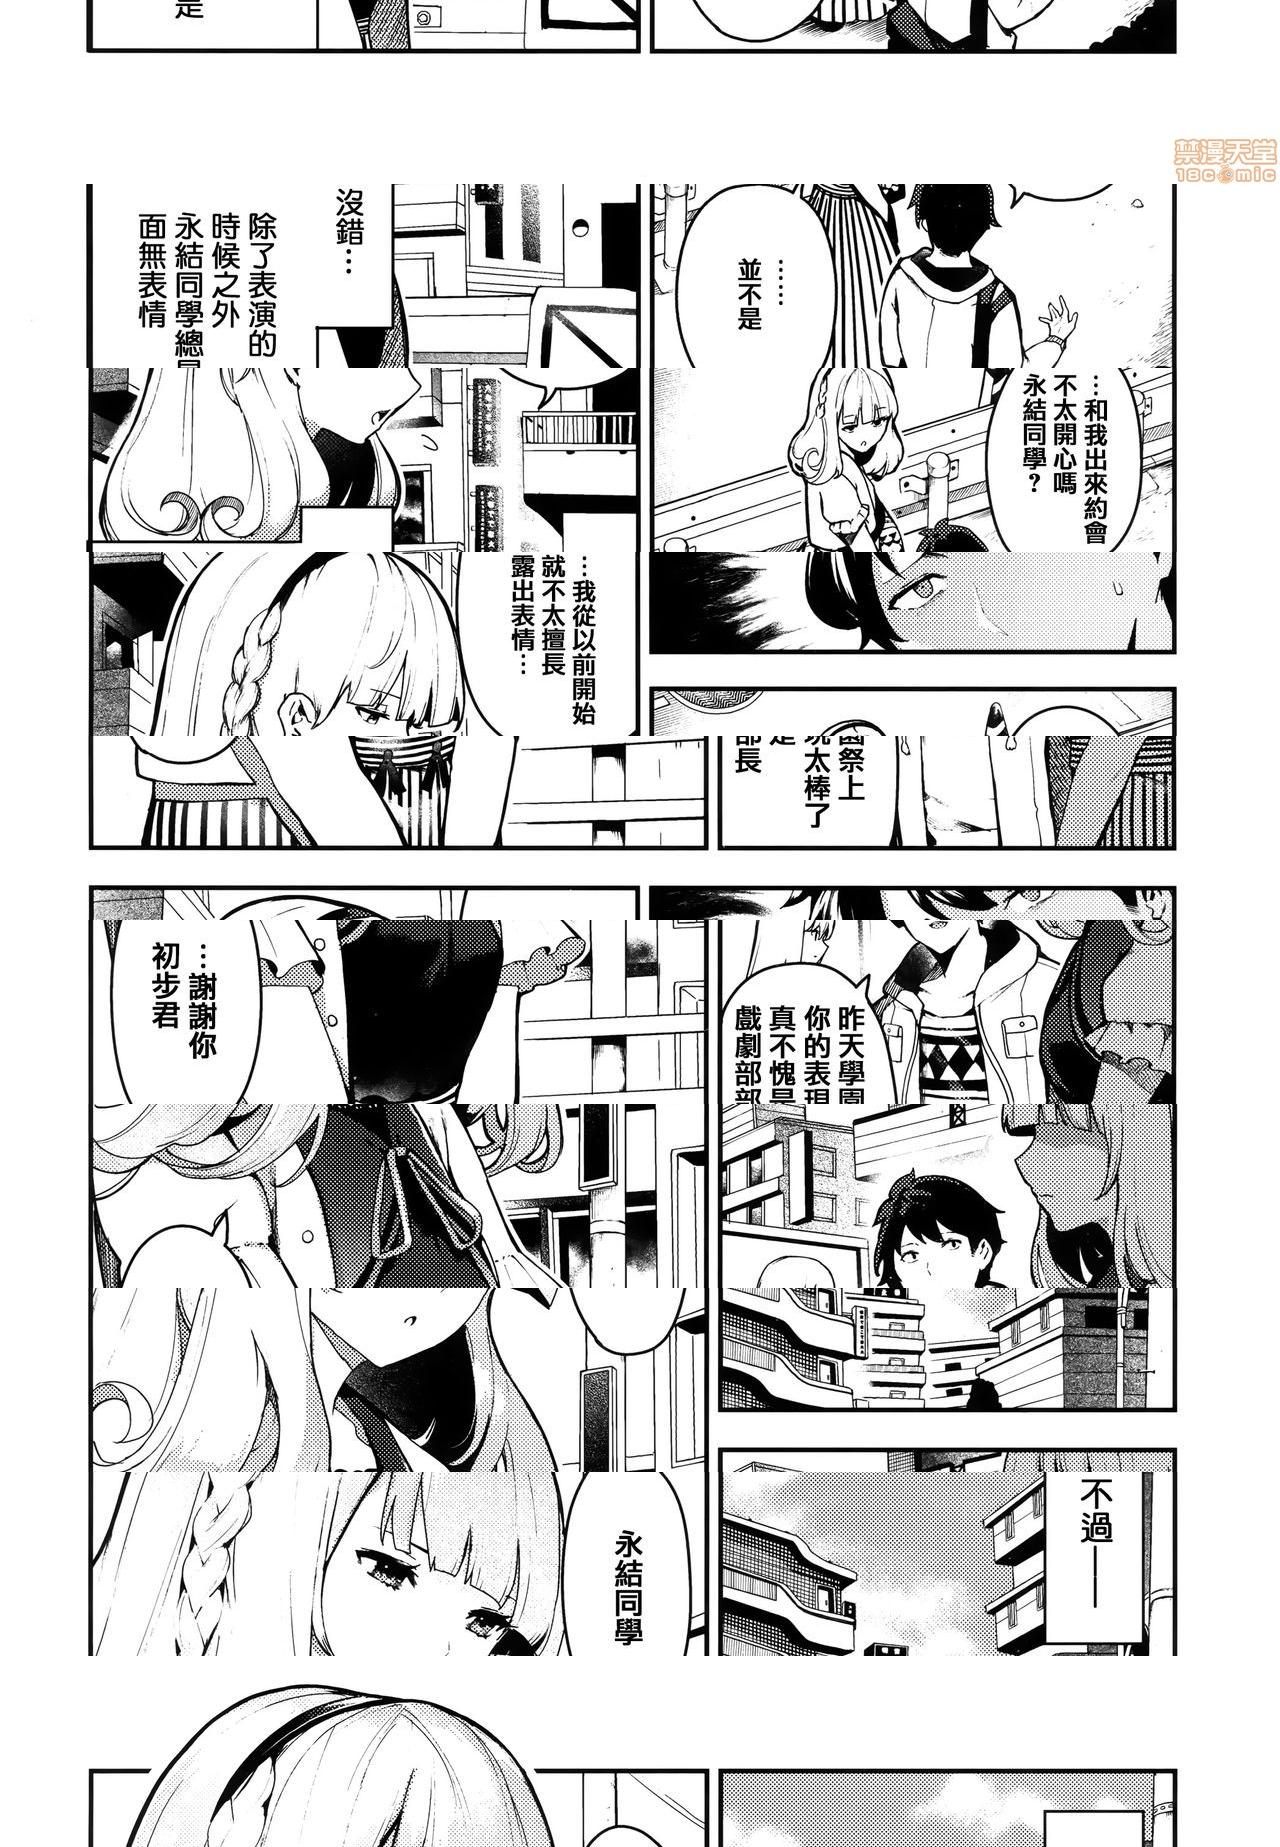 禁漫天堂
18comic
不過——
永結同學
昨天學園祭上
你的表現太棒了
真不愧是
戲劇部部長
…謝謝你
初步君
…和我出來約會
不太開心嗎
永結同學?
……
並不是
…我從以前開始
就不太擅長
露出表情…
沒錯…
除了表演的
時候之外
永結同學總是
面無表情